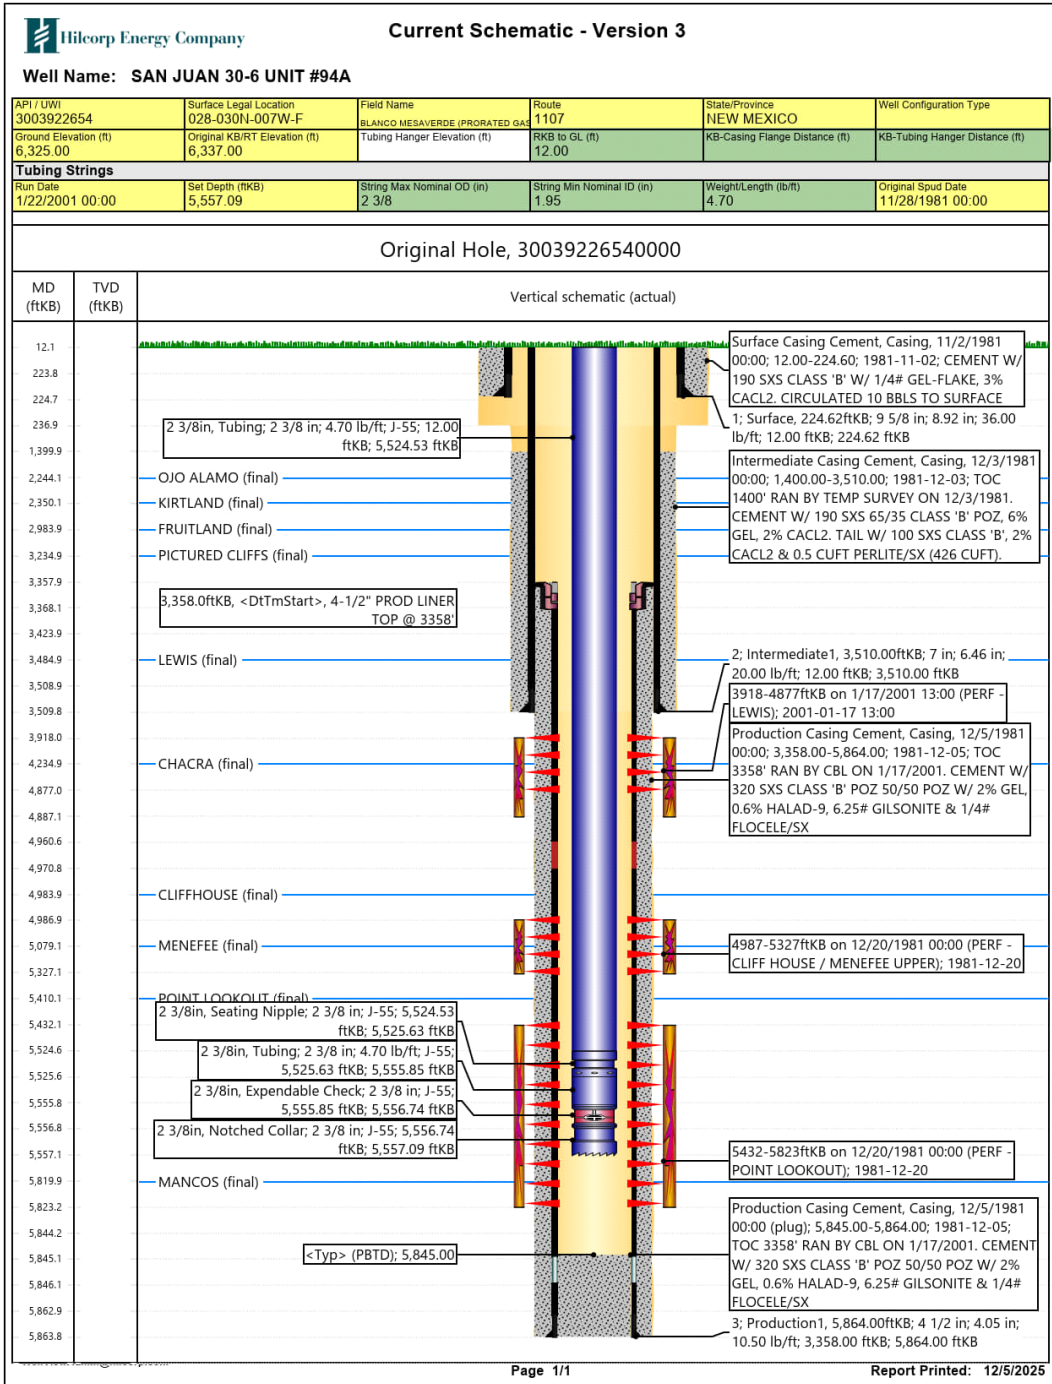 Hilcorp Energy Company
Current Schematic - Version 3
Well Name: SAN JUAN 30-6 UNIT #94A
API / UWI
3003922654
Surface Legal Location
028-030N-007W-F
Field Name
BLANCO MESAVERDE (PRORATED GAS
Route
1107
State/Province
NEW MEXICO
Well Configuration Type
Ground Elevation (ft)
6,325.00
Original KB/RT Elevation (ft)
6,337.00
Tubing Hanger Elevation (ft)
RKB to GL (ft)
12.00
KB-Casing Flange Distance (ft)
KB-Tubing Hanger Distance (ft)
Tubing Strings
Run Date
1/22/2001 00:00
Set Depth (ftKB)
5,557.09
String Max Nominal OD (in)
2 3/8
String Min Nominal ID (in)
1.95
Weight/Length (lb/ft)
4.70
Original Spud Date
11/28/1981 00:00
Original Hole, 30039226540000
MD
(ftKB)
TVD
(ftKB)
Vertical schematic (actual)
12.1
223.8
224.7
236.9
1,399.9
2,244.1
2,350.1
2,983.9
3,234.9
3,357.9
3,368.1
3,423.9
3,484.9
3,508.9
3,509.8
3,918.0
4,234.9
4,877.0
4,887.1
4,960.6
4,970.8
4,983.9
4,986.9
5,079.1
5,327.1
5,410.1
5,432.1
5,524.6
5,525.6
5,555.8
5,556.8
5,557.1
5,819.9
5,823.2
5,844.2
5,845.1
5,846.1
5,862.9
5,863.8
2 3/8in, Tubing; 2 3/8 in; 4.70 lb/ft; J-55; 12.00
ftKB; 5,524.53 ftKB
OJO ALAMO (final)
KIRTLAND (final)
FRUITLAND (final)
PICTURED CLIFFS (final)
3,358.0ftKB, <DtTmStart>, 4-1/2" PROD LINER
TOP @ 3358'
LEWIS (final)
CHACRA (final)
CLIFFHOUSE (final)
MENEFEE (final)
POINT LOOKOUT (final)
2 3/8in, Seating Nipple; 2 3/8 in; J-55; 5,524.53
ftKB; 5,525.63 ftKB
2 3/8in, Tubing; 2 3/8 in; 4.70 lb/ft; J-55;
5,525.63 ftKB; 5,555.85 ftKB
2 3/8in, Expendable Check; 2 3/8 in; J-55;
5,555.85 ftKB; 5,556.74 ftKB
2 3/8in, Notched Collar; 2 3/8 in; J-55; 5,556.74
ftKB; 5,557.09 ftKB
MANCOS (final)
<Typ> (PBTD); 5,845.00
Surface Casing Cement, Casing, 11/2/1981
00:00; 12.00-224.60; 1981-11-02; CEMENT W/
190 SXS CLASS 'B' W/ 1/4# GEL-FLAKE, 3%
CACL2. CIRCULATED 10 BBLS TO SURFACE
1; Surface, 224.62ftKB; 9 5/8 in; 8.92 in; 36.00
lb/ft; 12.00 ftKB; 224.62 ftKB
Intermediate Casing Cement, Casing, 12/3/1981
00:00; 1,400.00-3,510.00; 1981-12-03; TOC
1400' RAN BY TEMP SURVEY ON 12/3/1981.
CEMENT W/ 190 SXS 65/35 CLASS 'B' POZ, 6%
GEL, 2% CACL2. TAIL W/ 100 SXS CLASS 'B', 2%
CACL2 & 0.5 CUFT PERLITE/SX (426 CUFT).
2; Intermediate1, 3,510.00ftKB; 7 in; 6.46 in;
20.00 lb/ft; 12.00 ftKB; 3,510.00 ftKB
3918-4877ftKB on 1/17/2001 13:00 (PERF -
LEWIS); 2001-01-17 13:00
Production Casing Cement, Casing, 12/5/1981
00:00; 3,358.00-5,864.00; 1981-12-05; TOC
3358' RAN BY CBL ON 1/17/2001. CEMENT W/
320 SXS CLASS 'B' POZ 50/50 POZ W/ 2% GEL,
0.6% HALAD-9, 6.25# GILSONITE & 1/4#
FLOCELE/SX
4987-5327ftKB on 12/20/1981 00:00 (PERF -
CLIFF HOUSE / MENEFEE UPPER); 1981-12-20
5432-5823ftKB on 12/20/1981 00:00 (PERF -
POINT LOOKOUT); 1981-12-20
Production Casing Cement, Casing, 12/5/1981
00:00 (plug); 5,845.00-5,864.00; 1981-12-05;
TOC 3358' RAN BY CBL ON 1/17/2001. CEMENT
W/ 320 SXS CLASS 'B' POZ 50/50 POZ W/ 2%
GEL, 0.6% HALAD-9, 6.25# GILSONITE & 1/4#
FLOCELE/SX
3; Production1, 5,864.00ftKB; 4 1/2 in; 4.05 in;
10.50 lb/ft; 3,358.00 ftKB; 5,864.00 ftKB
Page 1/1
Report Printed: 12/5/2025